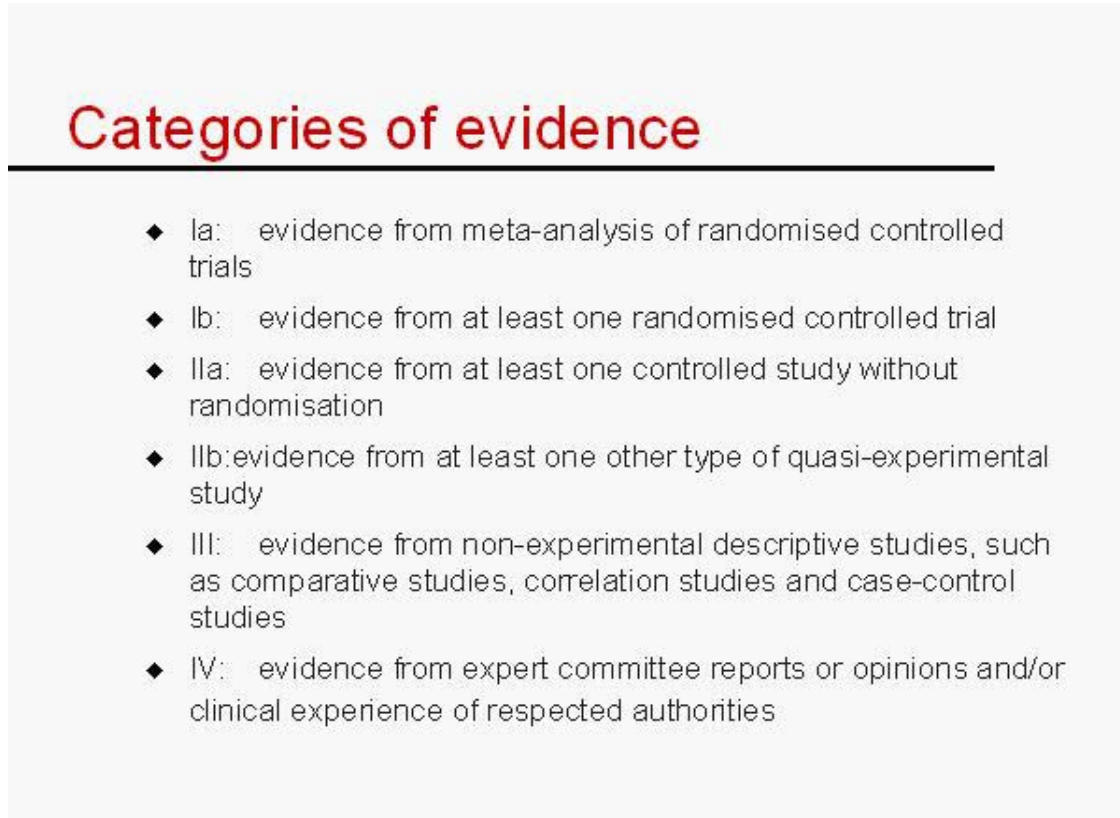 Categories of evidence
◆ Ia: evidence from meta-analysis of randomised controlled
trials
◆ Ib: evidence from at least one randomised controlled trial
◆ IIa: evidence from at least one controlled study without
randomisation
◆ IIb:evidence from at least one other type of quasi-experimental
study
◆ III: evidence from non-experimental descriptive studies, such
as comparative studies, correlation studies and case-control
studies
◆ IV: evidence from expert committee reports or opinions and/or
clinical experience of respected authorities